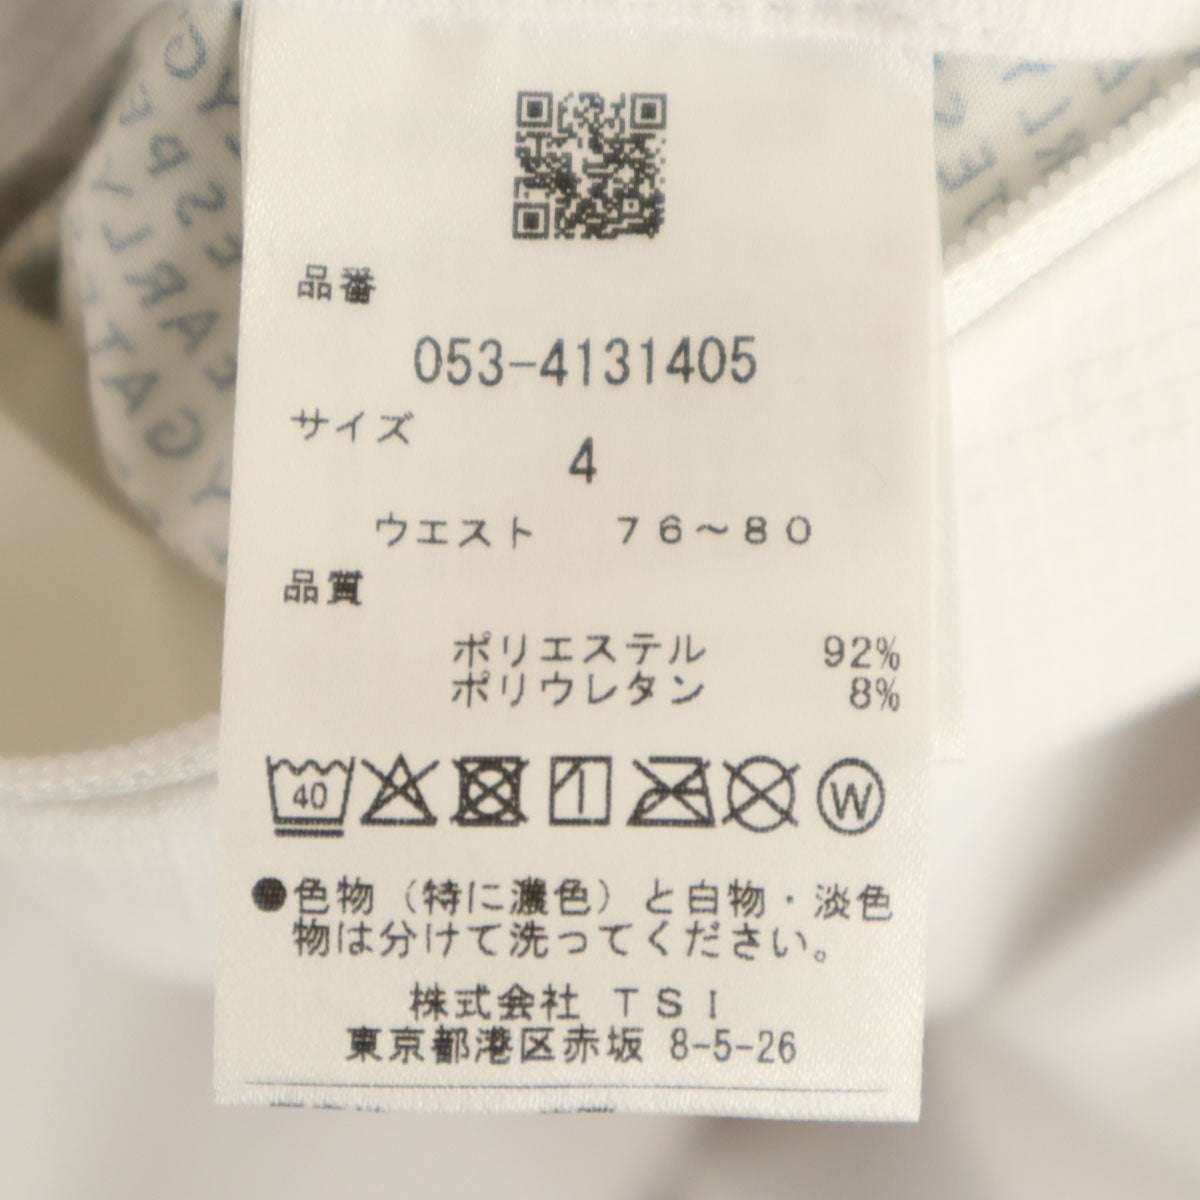 品番
053-4131405
サイズ
4
ウエスト 76～80
品質
ポリエステル 92%
ポリウレタン 8%
40
W
●色物（特に濃色）と白物・淡色
物は分けて洗ってください。
株式会社 TSI
東京都港区赤坂 8-5-26